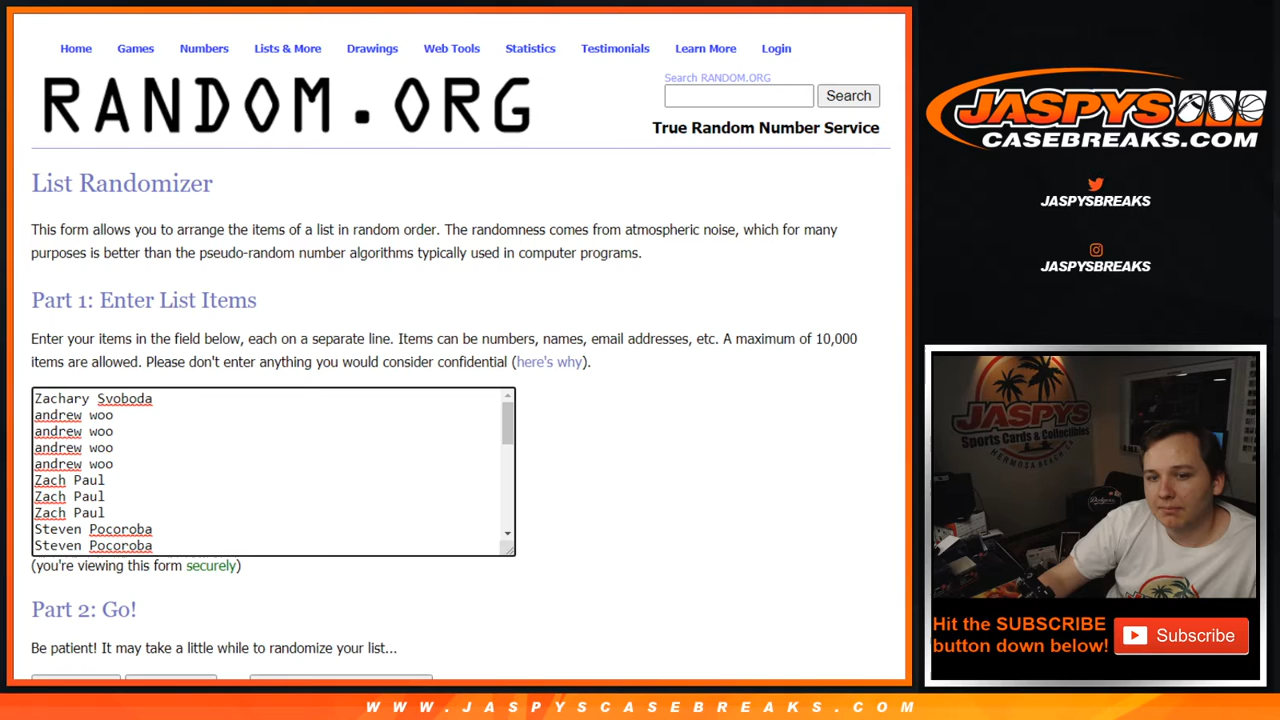 Home Games Numbers Lists & More Drawings Web Tools Statistics Testimonials Learn More Login
RANDOM.ORG
Search RANDOM.ORG
Search
True Random Number Service
List Randomizer
This form allows you to arrange the items of a list in random order. The randomness comes from atmospheric noise, which for many
purposes is better than the pseudo-random number algorithms typically used in computer programs.
Part 1: Enter List Items
Enter your items in the field below, each on a separate line. Items can be numbers, names, email addresses, etc. A maximum of 10,000
items are allowed. Please don't enter anything you would consider confidential (here's why).
Zachary Svoboda
andrew woo
andrew woo
andrew woo
andrew woo
Zach Paul
Zach Paul
Zach Paul
Steven Pocoroba
Steven Pocoroba
(you're viewing this form securely)
Part 2: Go!
Be patient! It may take a little while to randomize your list...
JASPYS
CASEBREAKS.COM
JASPYSBREAKS
JASPYSBREAKS
JASPYS
Sports Cards & Collectibles
HERMOSA BEACH, CA
Hit the SUBSCRIBE
button down below!
Subscribe
WWW.JASPYSCASEBREAKS.COM